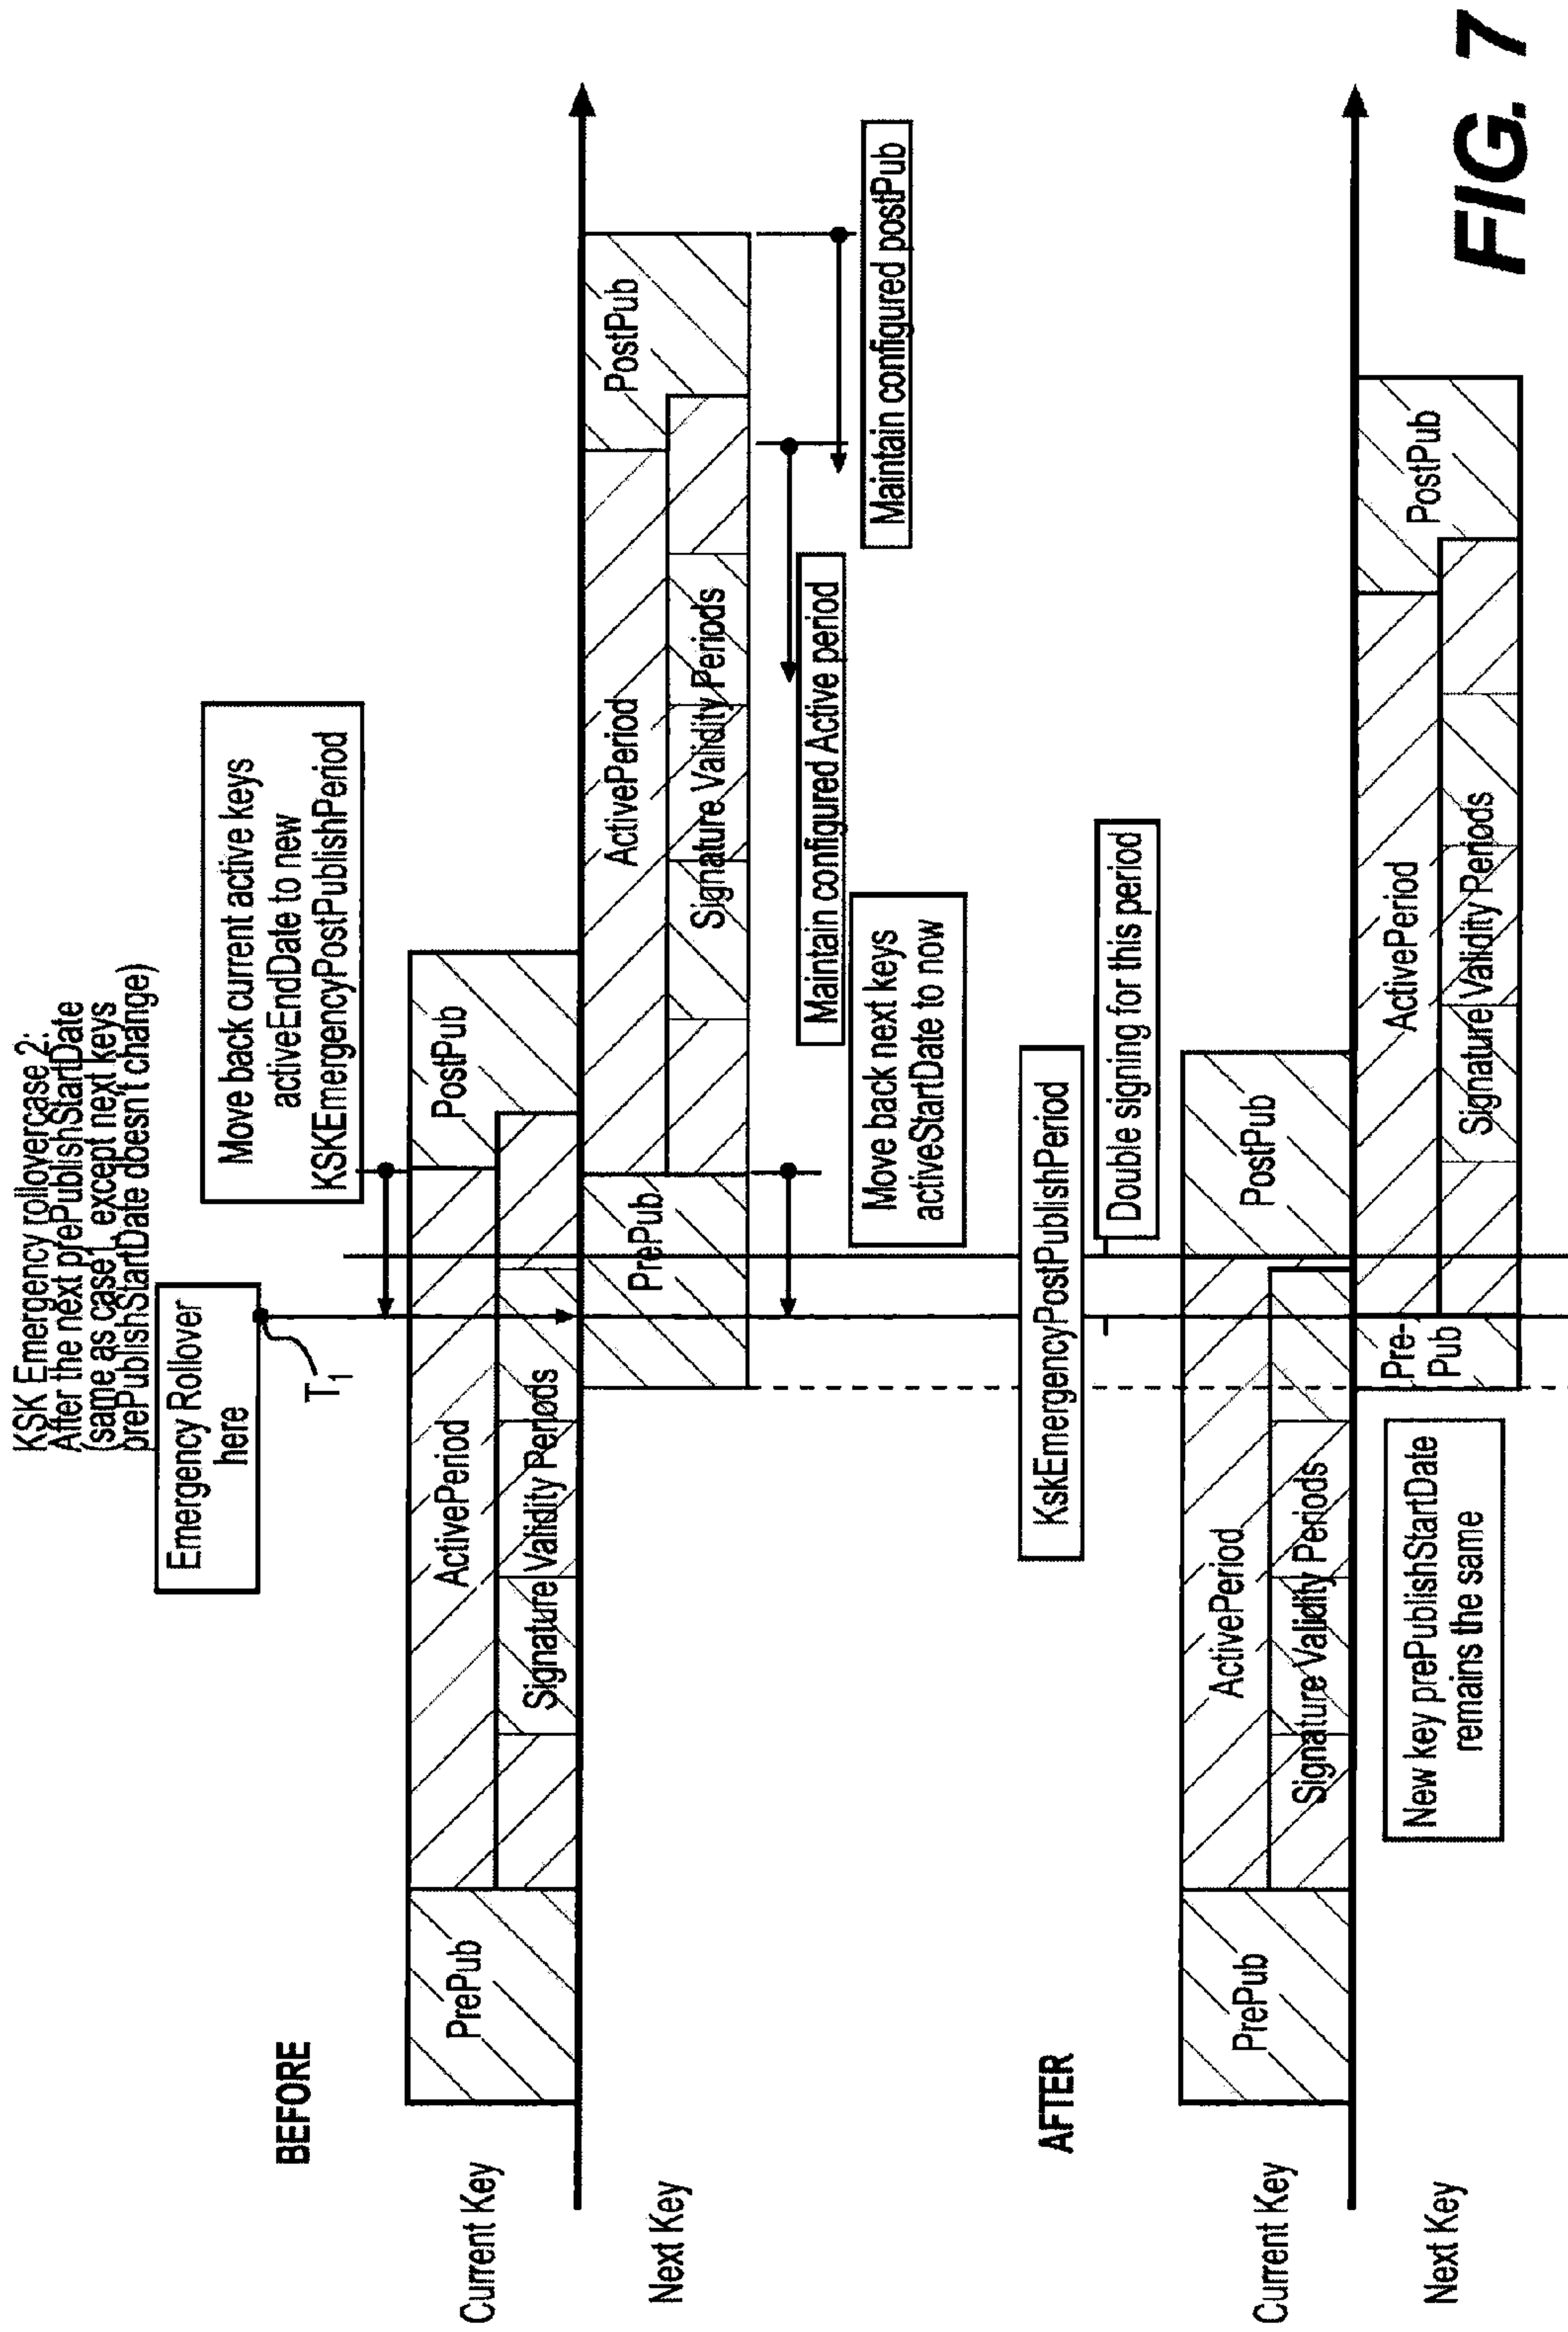 KSK Emergency rollovercase 2:
After the next prePublishStartDate
(same as case1, except next keys
prePublishStartDate doesn't change)
Emergency Rollover
here
T1
Move back current active keys
activeEndDate to new
KSKEmergencyPostPublishPeriod
BEFORE
Current Key
PrePub
ActivePeriod
Signature Validity Periods
PostPub
Next Key
PrePub
ActivePeriod
Signature Validity Periods
PostPub
Move back next keys
activeStartDate to now
Maintain configured Active period
Maintain configured postPub
KskEmergencyPostPublishPeriod
Double signing for this period
AFTER
Current Key
PrePub
ActivePeriod
Signature Validity Periods
PostPub
Next Key
Pre-
Pub
ActivePeriod
Signature Validity Periods
PostPub
New key prePublishStartDate
remains the same
FIG. 7